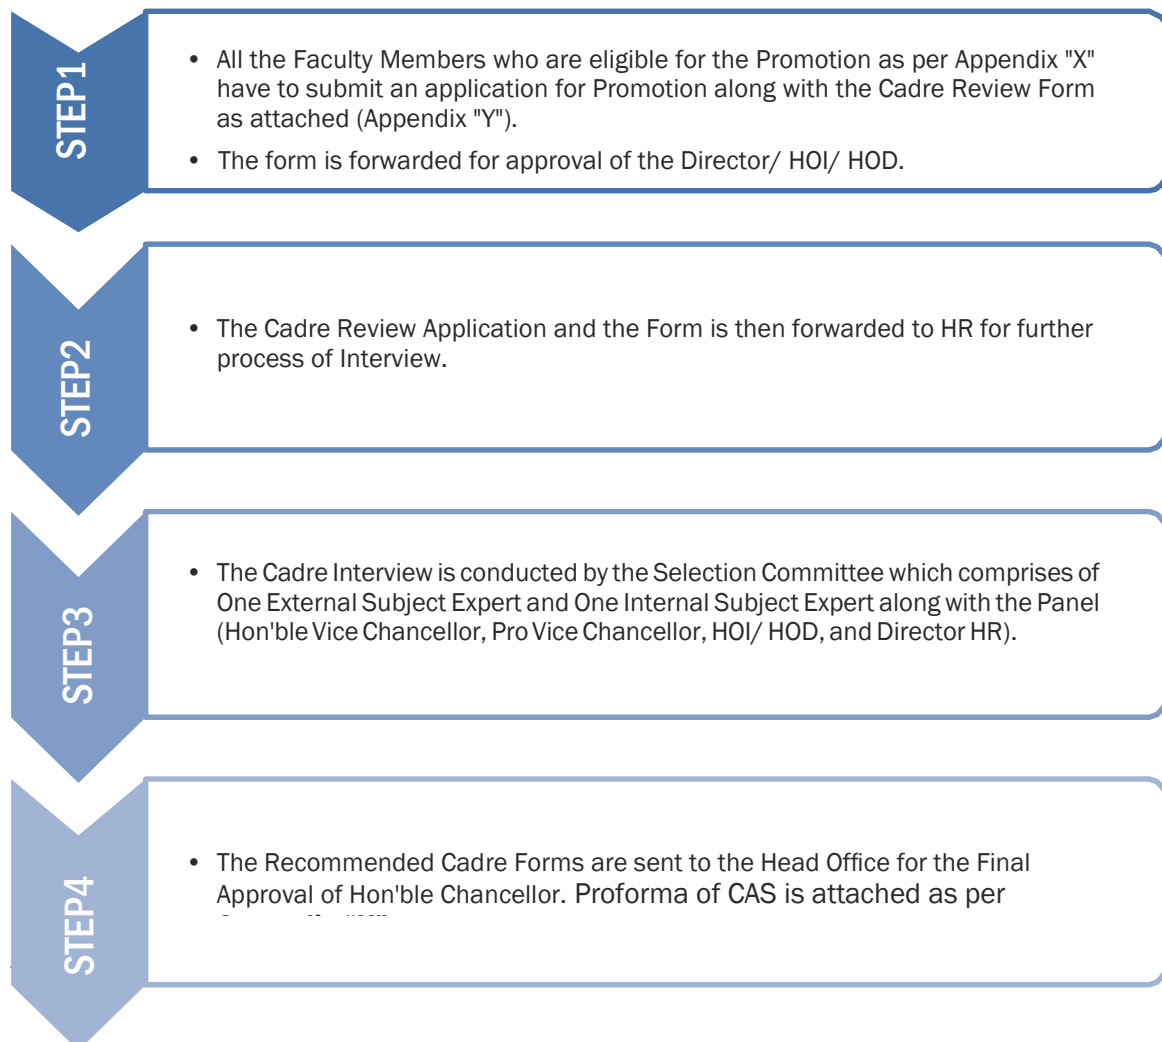 STEP1
• All the Faculty Members who are eligible for the Promotion as per Appendix "X"
have to submit an application for Promotion along with the Cadre Review Form
as attached (Appendix "Y").
• The form is forwarded for approval of the Director/ HOI/ HOD.
STEP2
• The Cadre Review Application and the Form is then forwarded to HR for further
process of Interview.
STEP3
• The Cadre Interview is conducted by the Selection Committee which comprises of
One External Subject Expert and One Internal Subject Expert along with the Panel
(Hon'ble Vice Chancellor, Pro Vice Chancellor, HOI/ HOD, and Director HR).
STEP4
• The Recommended Cadre Forms are sent to the Head Office for the Final
Approval of Hon'ble Chancellor. Proforma of CAS is attached as per